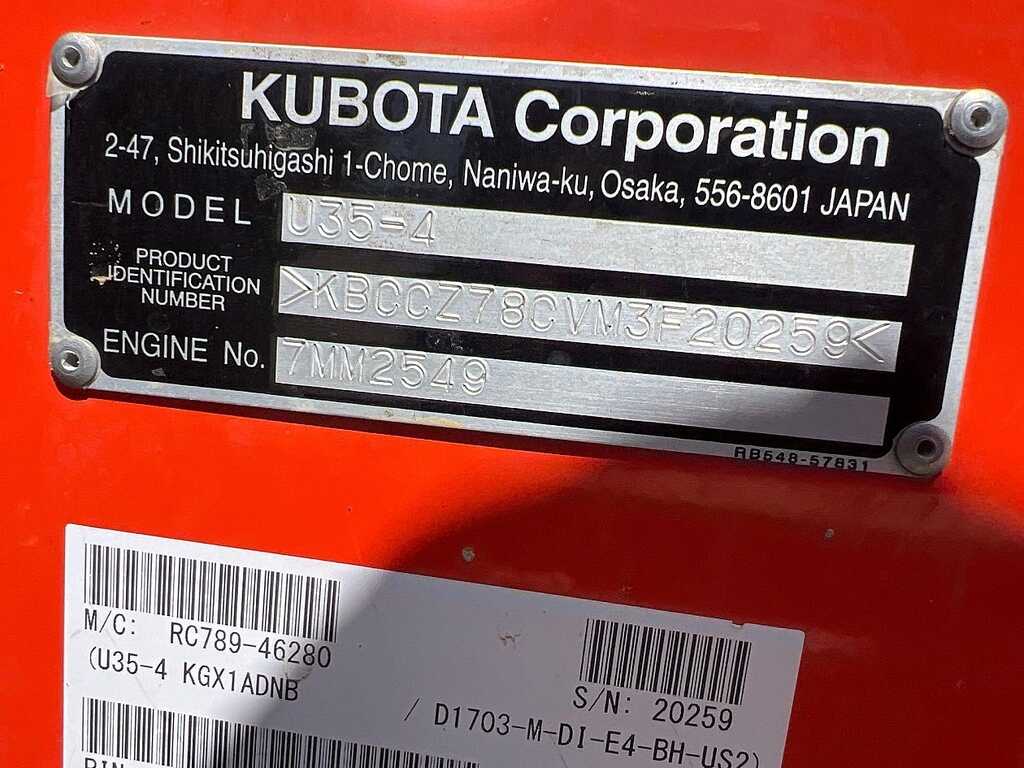 KUBOTA Corporation
2-47, Shikitsuhigashi 1-Chome, Naniwa-ku, Osaka, 556-8601 JAPAN
MODEL U35-4
PRODUCT
IDENTIFICATION
NUMBER >KBCCZ78CVM3F20259<
ENGINE No. 7MM2549
RB548-57831
M/C: RC789-46280
(U35-4 KGX1ADNB
S/N: 20259
/ D1703-M-DI-E4-BH-US2)